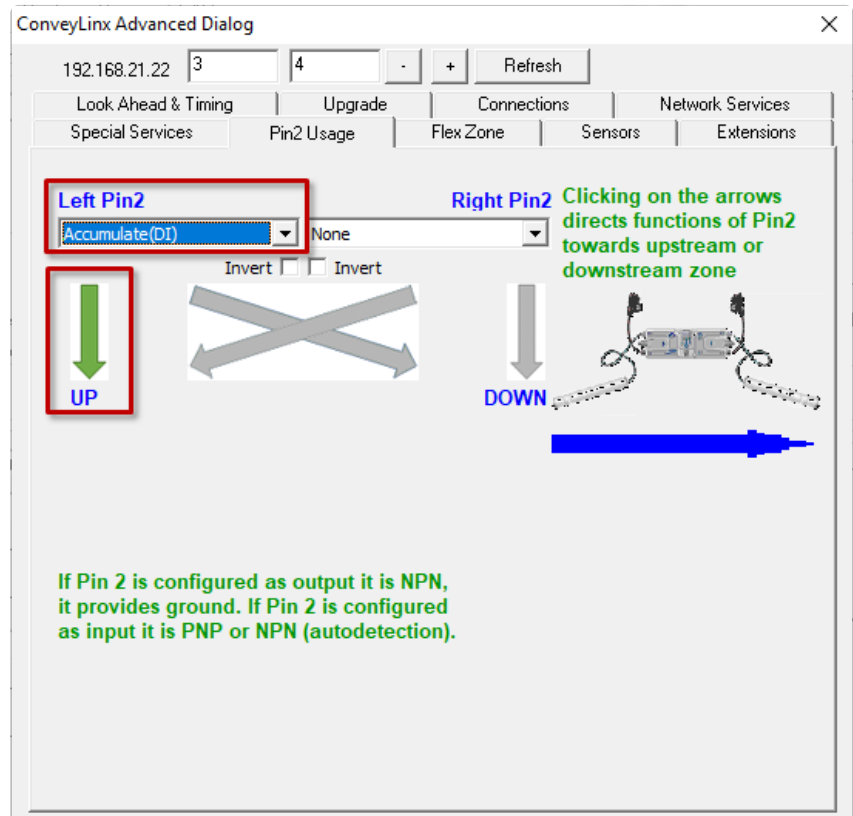 ConveyLinx Advanced Dialog
192.168.21.22 3 4 - + Refresh
Look Ahead & Timing Upgrade Connections Network Services
Special Services Pin2 Usage Flex Zone Sensors Extensions
Left Pin2 Right Pin2
Accumulate(DI) None
Invert Invert
Clicking on the arrows
directs functions of Pin2
towards upstream or
downstream zone
UP DOWN
If Pin 2 is configured as output it is NPN,
it provides ground. If Pin 2 is configured
as input it is PNP or NPN (autodetection).